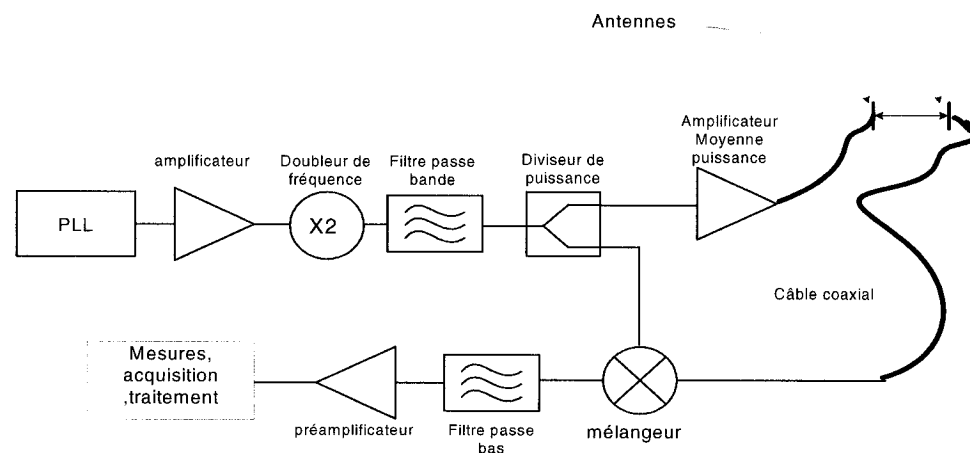 Antennes
Amplificateur
Moyenne
puissance
amplificateur
Doubleur de
fréquence
Filtre passe
bande
Diviseur de
puissance
PLL
X2
Câble coaxial
Mesures,
acquisition
,traitement
préamplificateur
Filtre passe
bas
mélangeur